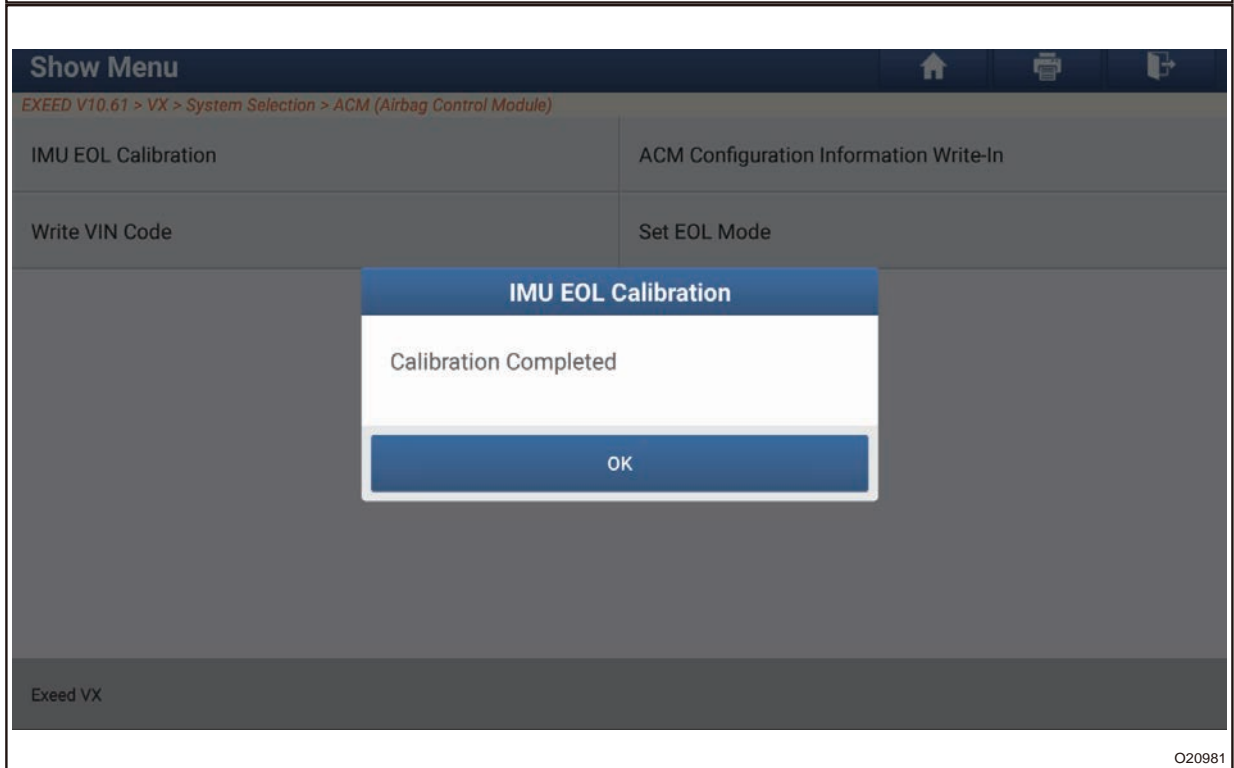 Show Menu
EXEED V10.61 > VX > System Selection > ACM (Airbag Control Module)
IMU EOL Calibration
ACM Configuration Information Write-In
Write VIN Code
Set EOL Mode
IMU EOL Calibration
Calibration Completed
OK
Exeed VX
O20981